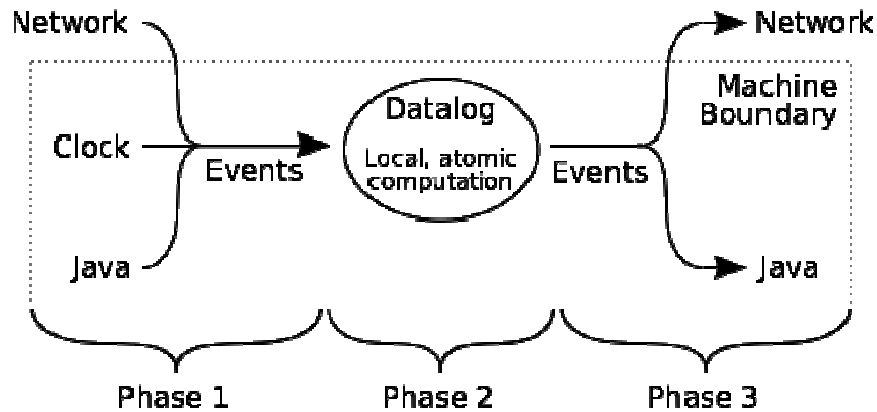 Network
Network
Machine
Boundary
Datalog
Clock
Local, atomic
computation
Events
Events
Java
Java
Phase 1
Phase 2
Phase 3